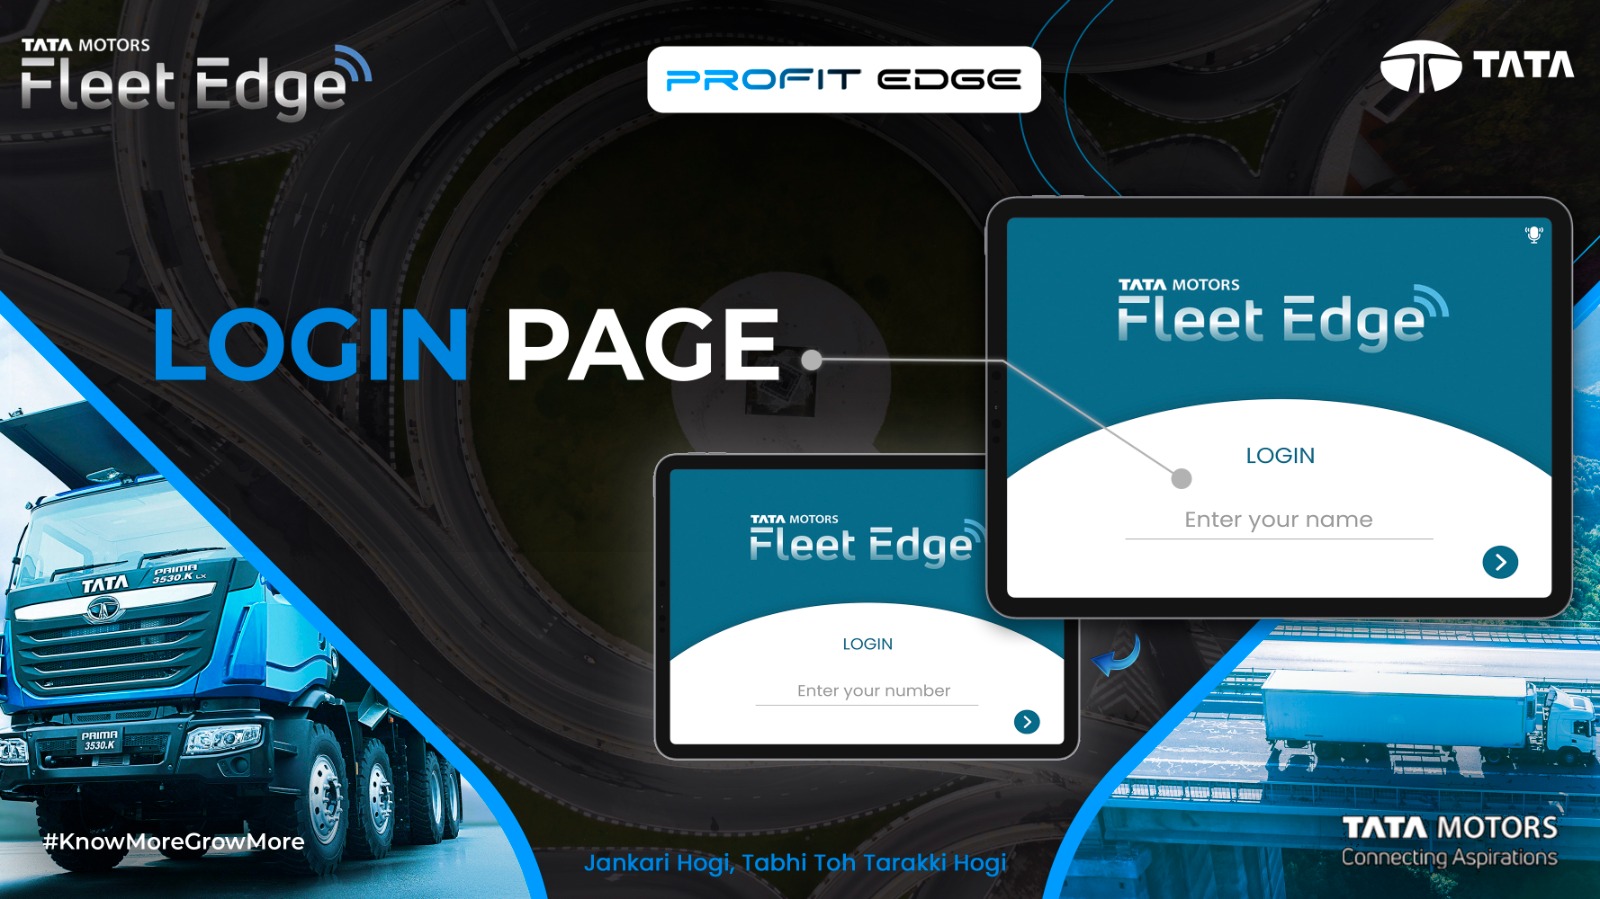 TATA MOTORS
Fleet Edge
PROFIT EDGE
TATA
LOGIN PAGE
TATA MOTORS
Fleet Edge
LOGIN
Enter your name
TATA MOTORS
Fleet Edge
LOGIN
Enter your number
TATA
PRIMA
3530.K LX
PRIMA
3530.K
#KnowMoreGrowMore
Jankari Hogi, Tabhi Toh Tarakki Hogi
TATA MOTORS
Connecting Aspirations